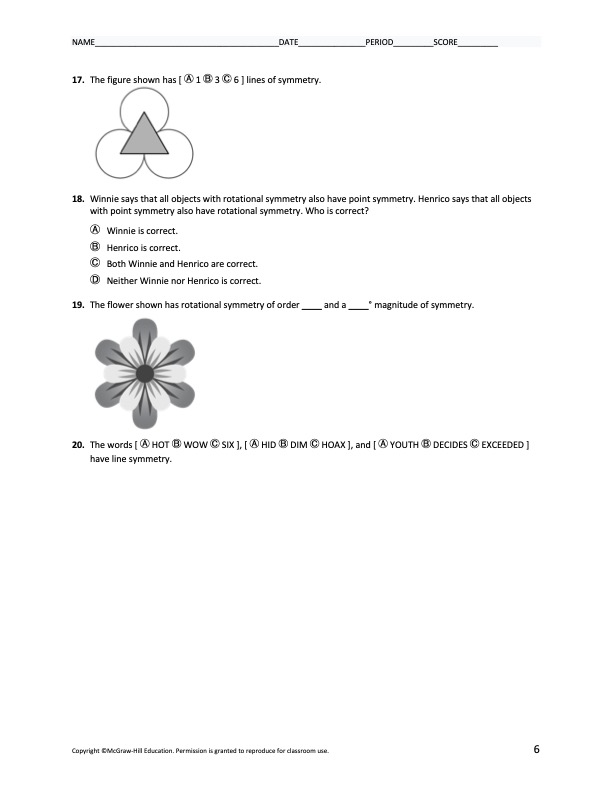 NAME_______________________________________DATE______________PERIOD________SCORE________
17. The figure shown has [ Ⓐ 1 Ⓑ 3 Ⓒ 6 ] lines of symmetry.
18. Winnie says that all objects with rotational symmetry also have point symmetry. Henrico says that all objects
with point symmetry also have rotational symmetry. Who is correct?
Ⓐ Winnie is correct.
Ⓑ Henrico is correct.
Ⓒ Both Winnie and Henrico are correct.
Ⓓ Neither Winnie nor Henrico is correct.
19. The flower shown has rotational symmetry of order ____ and a ____° magnitude of symmetry.
20. The words [ Ⓐ HOT Ⓑ WOW Ⓒ SIX ], [ Ⓐ HID Ⓑ DIM Ⓒ HOAX ], and [ Ⓐ YOUTH Ⓑ DECIDES Ⓒ EXCEEDED ]
have line symmetry.
Copyright ©McGraw-Hill Education. Permission is granted to reproduce for classroom use.
6